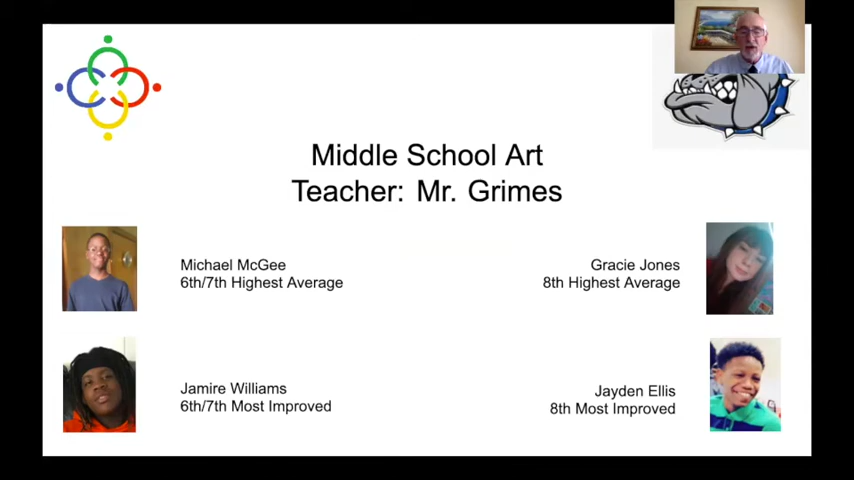 Middle School Art
Teacher: Mr. Grimes
Michael McGee
6th/7th Highest Average
Gracie Jones
8th Highest Average
Jamire Williams
6th/7th Most Improved
Jayden Ellis
8th Most Improved